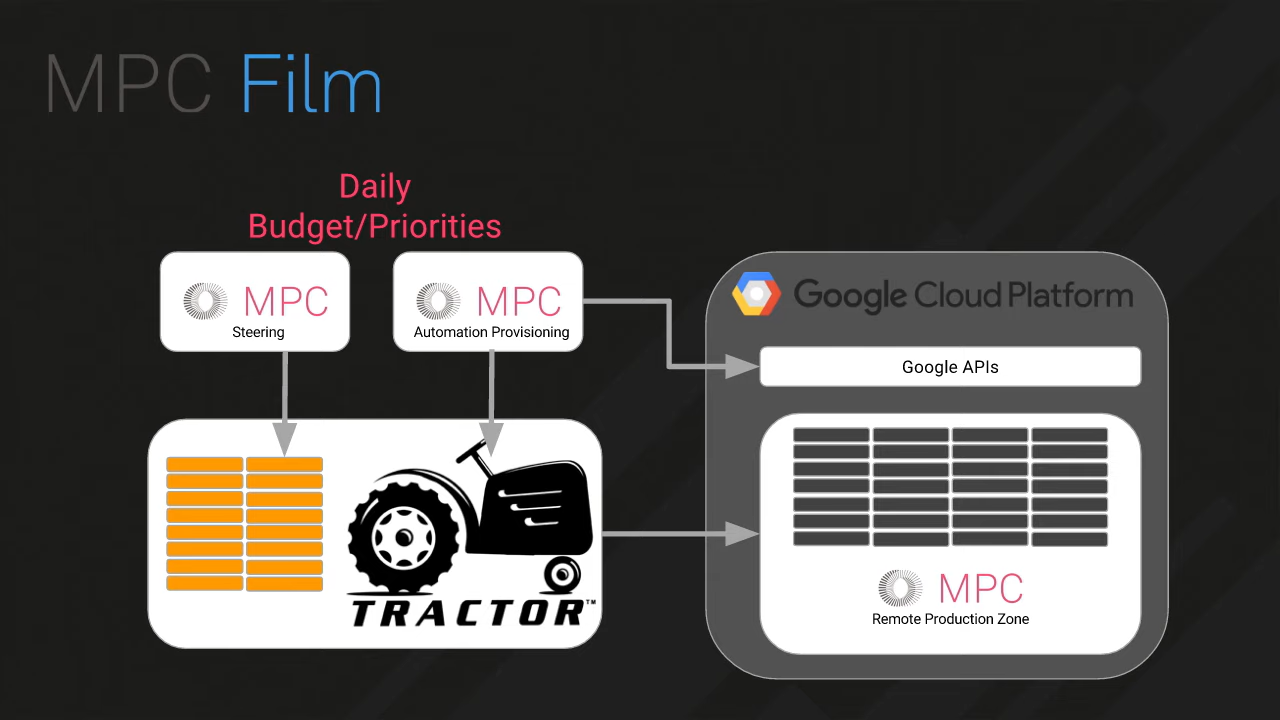 MPC Film
Daily
Budget/Priorities
MPC
Steering
MPC
Automation Provisioning
Google Cloud Platform
Google APIs
TRACTOR™
MPC
Remote Production Zone